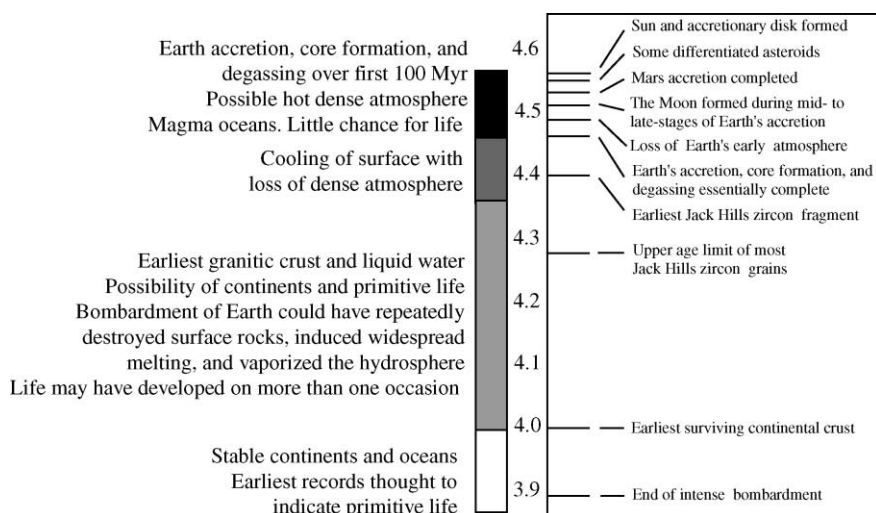 Earth accretion, core formation, and
degassing over first 100 Myr
Possible hot dense atmosphere
Magma oceans. Little chance for life
Cooling of surface with
loss of dense atmosphere
Earliest granitic crust and liquid water
Possibility of continents and primitive life
Bombardment of Earth could have repeatedly
destroyed surface rocks, induced widespread
melting, and vaporized the hydrosphere
Life may have developed on more than one occasion
Stable continents and oceans
Earliest records thought to
indicate primitive life
4.6
4.5
4.4
4.3
4.2
4.1
4.0
3.9
Sun and accretionary disk formed
Some differentiated asteroids
Mars accretion completed
The Moon formed during mid- to
late-stages of Earth's accretion
Loss of Earth's early atmosphere
Earth's accretion, core formation, and
degassing essentially complete
Earliest Jack Hills zircon fragment
Upper age limit of most
Jack Hills zircon grains
Earliest surviving continental crust
End of intense bombardment